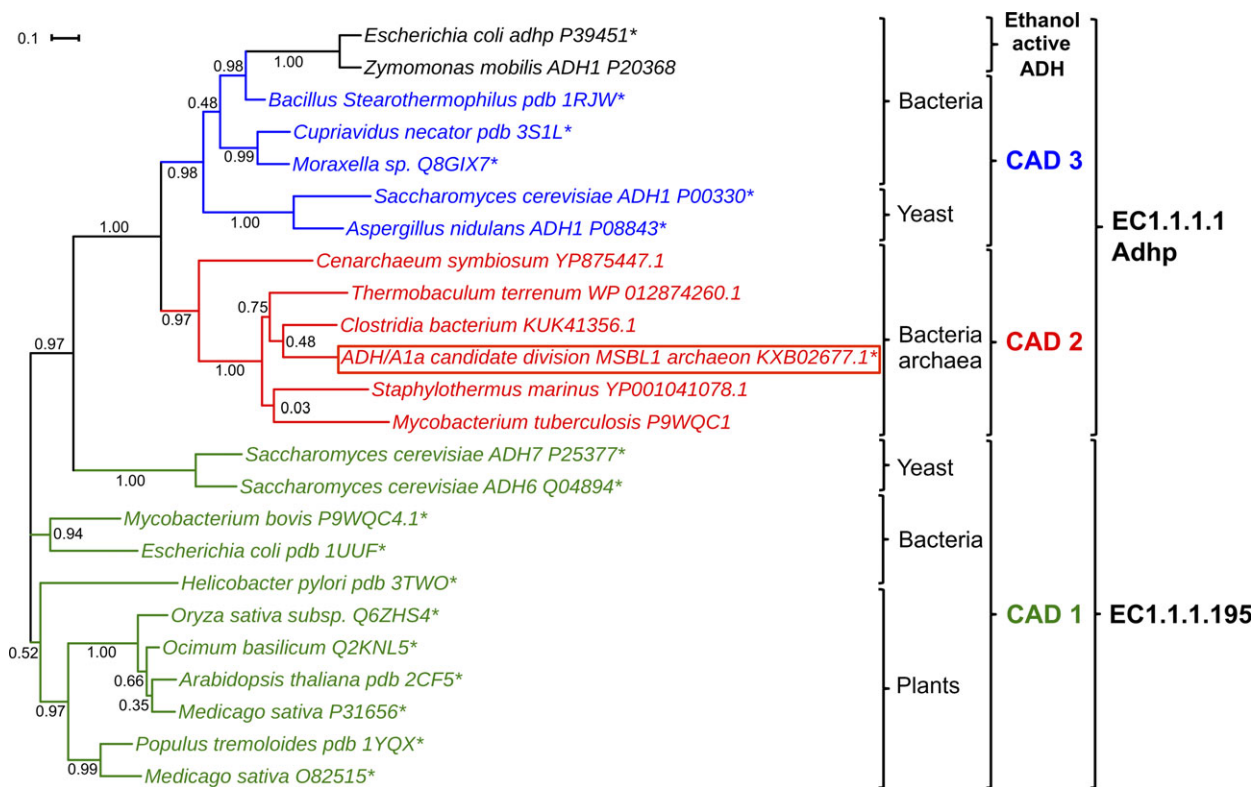 0.1
Escherichia coli adhp P39451*
Zymomonas mobilis ADH1 P20368
Bacillus Stearothermophilus pdb 1RJW*
Cupriavidus necator pdb 3S1L*
Moraxella sp. Q8GIX7*
Saccharomyces cerevisiae ADH1 P00330*
Aspergillus nidulans ADH1 P08843*
Cenarchaeum symbiosum YP875447.1
Thermobaculum terrenum WP 012874260.1
Clostridia bacterium KUK41356.1
ADH/A1a candidate division MSBL1 archaeon KXB02677.1*
Staphylothermus marinus YP001041078.1
Mycobacterium tuberculosis P9WQC1
Saccharomyces cerevisiae ADH7 P25377*
Saccharomyces cerevisiae ADH6 Q04894*
Mycobacterium bovis P9WQC4.1*
Escherichia coli pdb 1UUF*
Helicobacter pylori pdb 3TWO*
Oryza sativa subsp. Q6ZHS4*
Ocimum basilicum Q2KNL5*
Arabidopsis thaliana pdb 2CF5*
Medicago sativa P31656*
Populus tremoloides pdb 1YQX*
Medicago sativa O82515*
1.00
0.98
0.48
0.99
0.98
1.00
1.00
0.97
0.75
0.48
1.00
0.03
0.97
1.00
0.94
0.52
1.00
0.66
0.35
0.97
0.99
Bacteria
Yeast
Bacteria
archaea
Yeast
Bacteria
Plants
Ethanol
active
ADH
CAD 3
CAD 2
CAD 1
EC1.1.1.1
Adhp
EC1.1.1.195